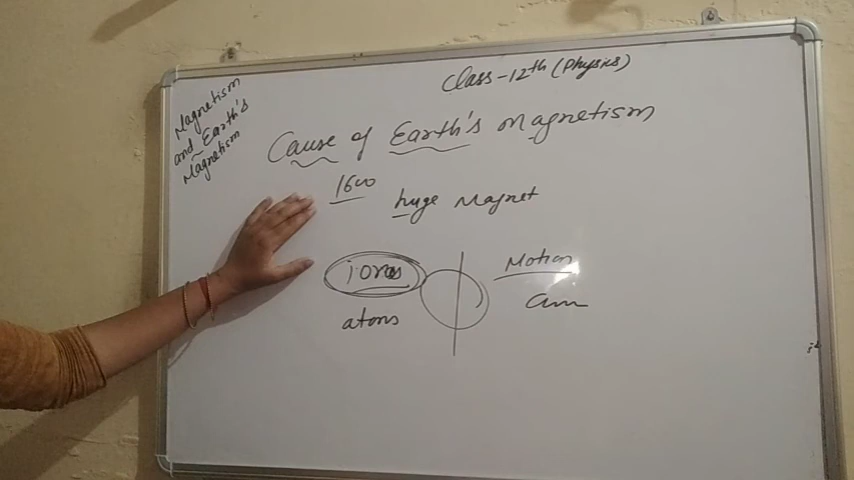 Class-12th (Physics)
Magnetism
and Earth's
Magnetism
Cause of Earth's Magnetism
1600
huge Magnet
ions
atoms
Motion